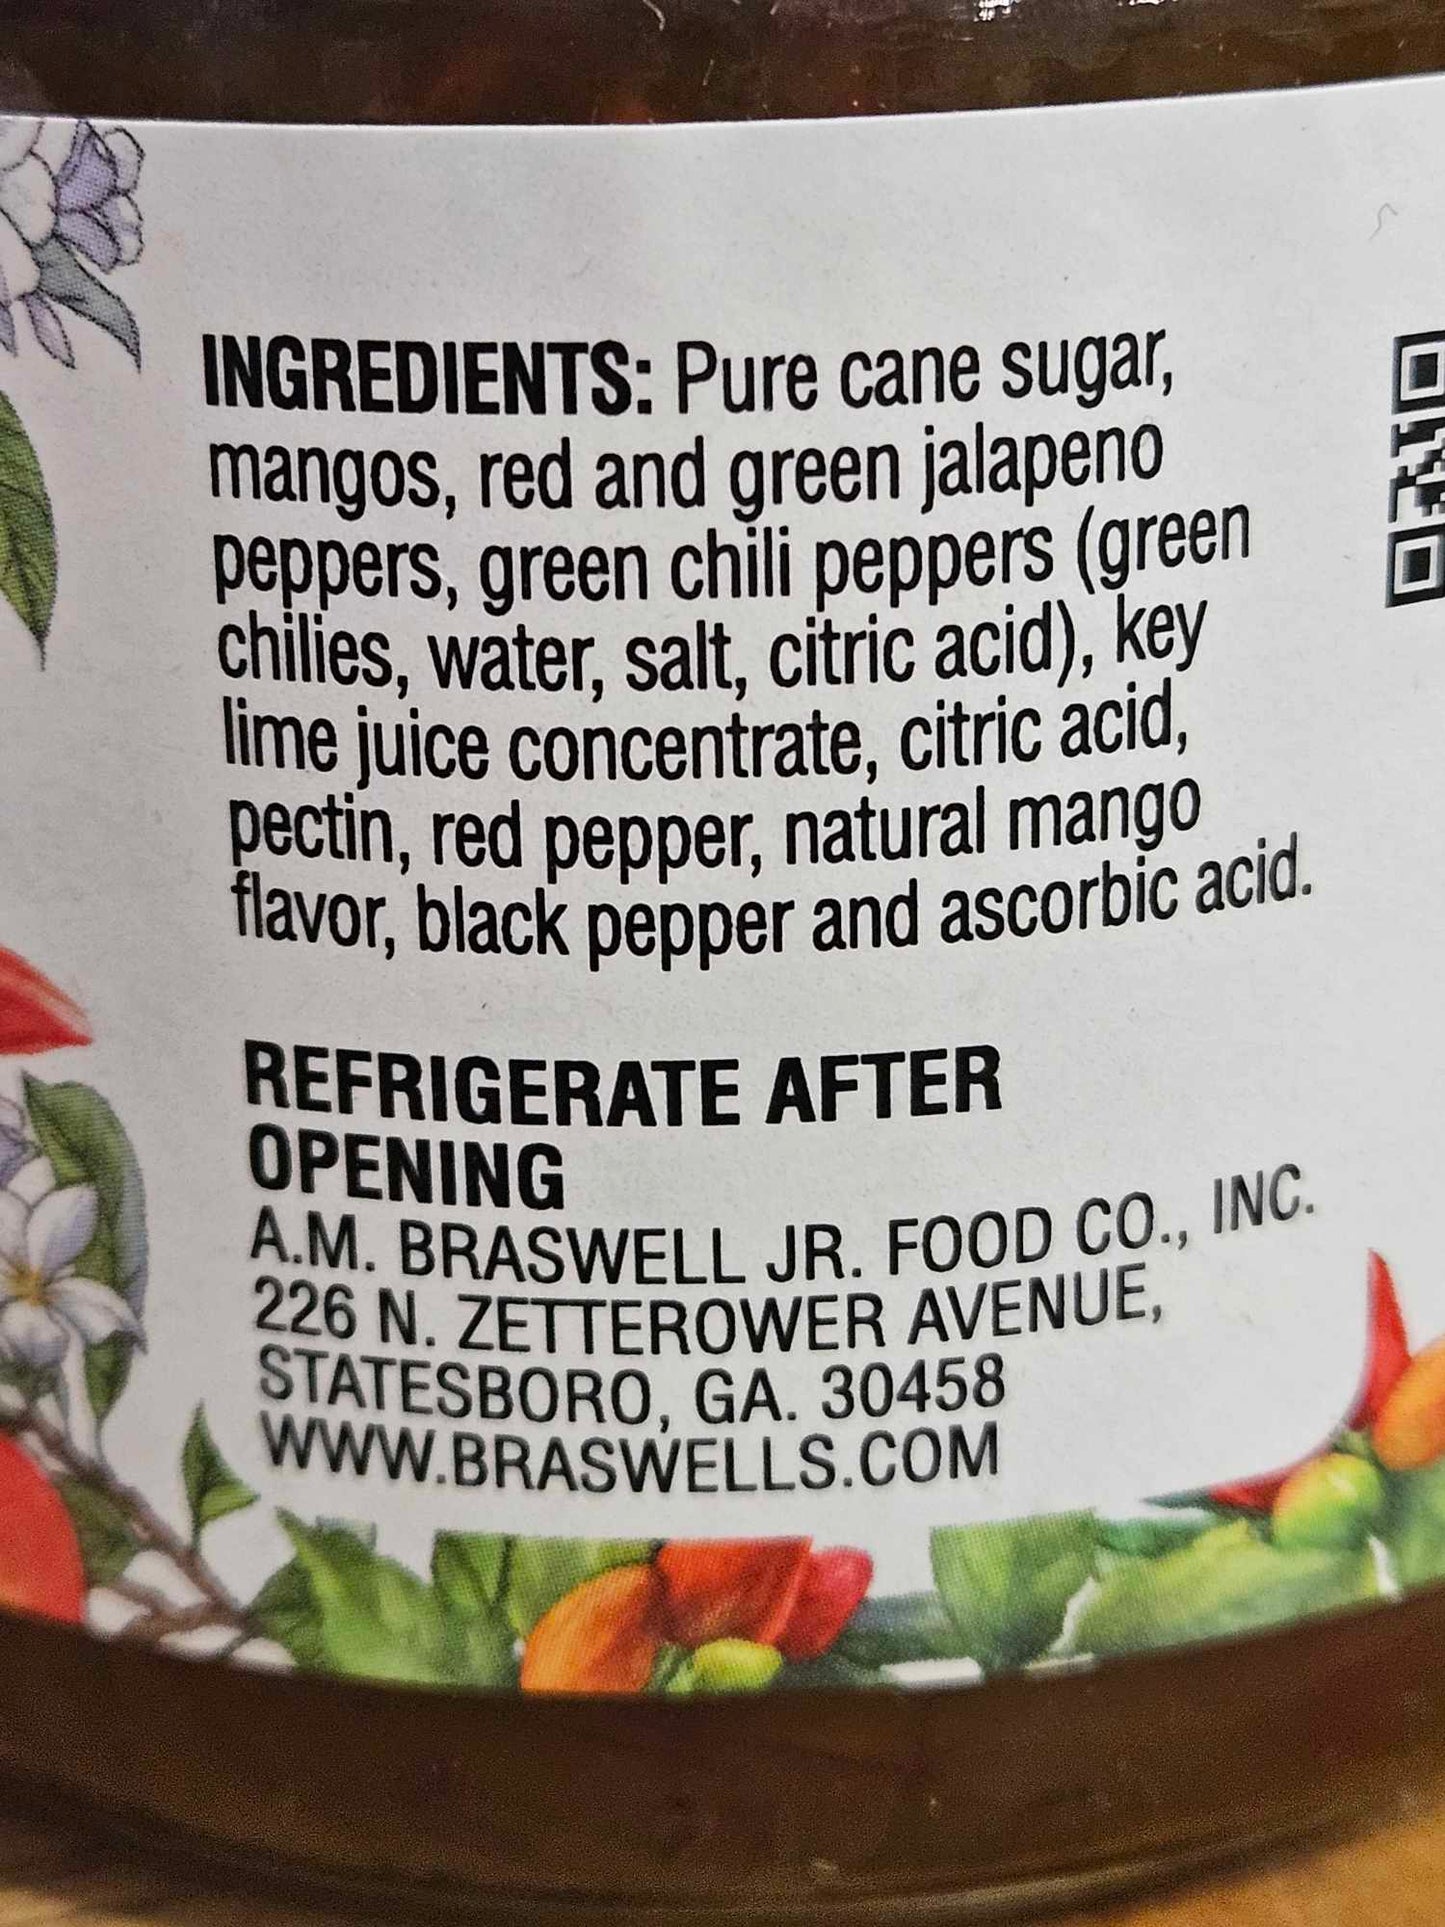 INGREDIENTS: Pure cane sugar,
mangos, red and green jalapeno
peppers, green chili peppers (green
chilies, water, salt, citric acid), key
lime juice concentrate, citric acid,
pectin, red pepper, natural mango
flavor, black pepper and ascorbic acid.
REFRIGERATE AFTER
OPENING
A.M. BRASWELL JR. FOOD CO., INC.
226 N. ZETTEROWER AVENUE,
STATESBORO, GA. 30458
WWW.BRASWELLS.COM